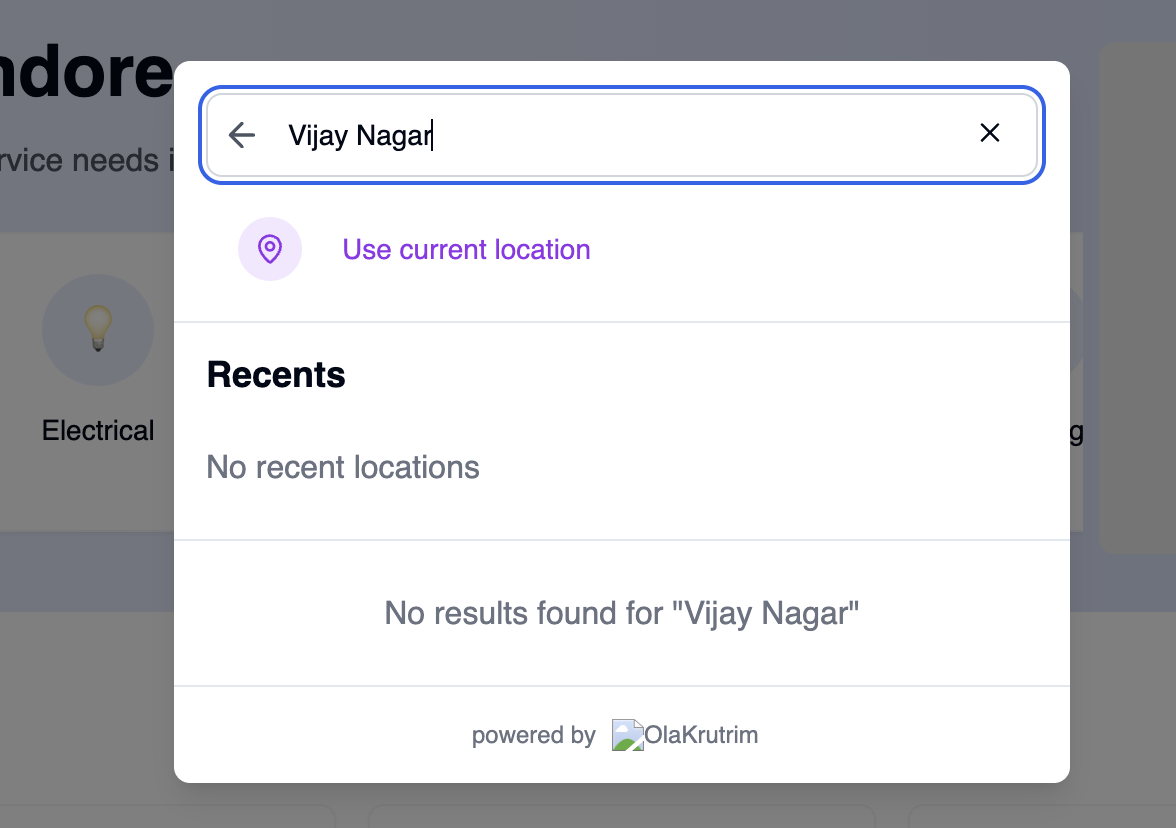 ndore
Vijay Nagar
rvice needs i
Use current location
Recents
Electrical
g
No recent locations
No results found for "Vijay Nagar"
powered by OlaKrutrim